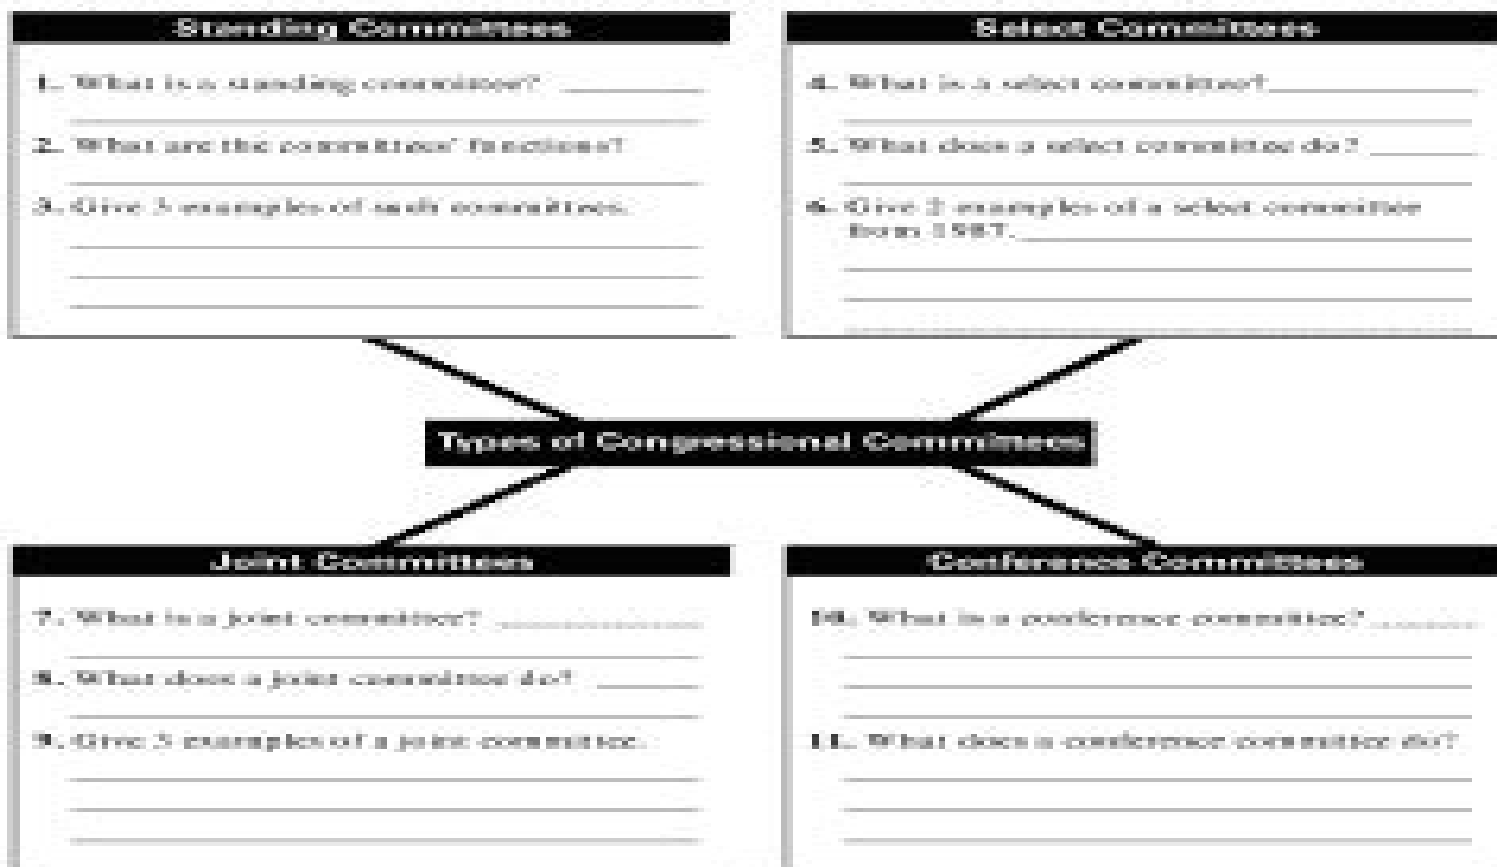 Standing Committees
1. What is a standing committee?
2. What are the committees' functions?
3. Give 3 examples of such committees.
Select Committees
4. What is a select committee?
5. What does a select committee do?
6. Give 2 examples of a select committee
from 1987.
Types of Congressional Committees
Joint Committees
7. What is a joint committee?
8. What does a joint committee do?
9. Give 3 examples of a joint committee.
Conference Committees
10. What is a conference committee?
11. What does a conference committee do?